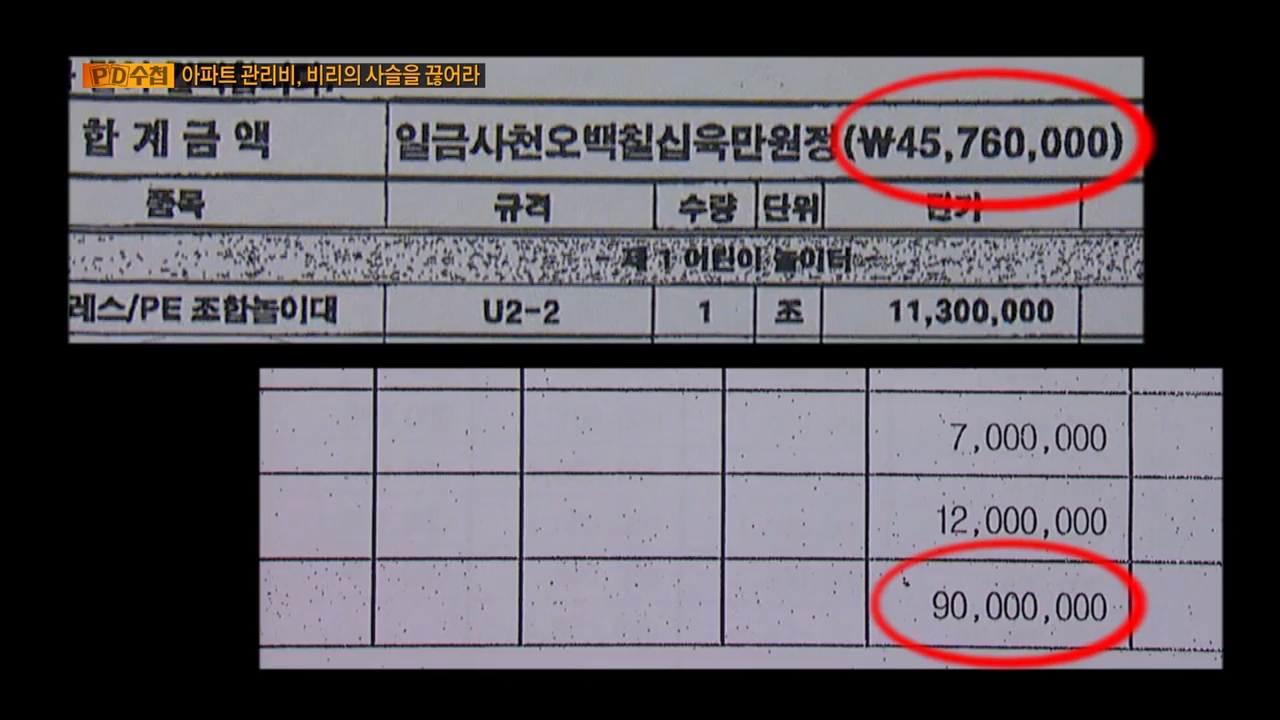 PD수첩 아파트 관리비, 비리의 사슬을 끊어라
합계금액 일금사천오백칠십육만원정(₩45,760,000)
품목 규격 수량 단위 단가
제 1 어린이 놀이터
레스/PE 조합놀이대 U2-2 1 조 11,300,000
7,000,000
12,000,000
90,000,000